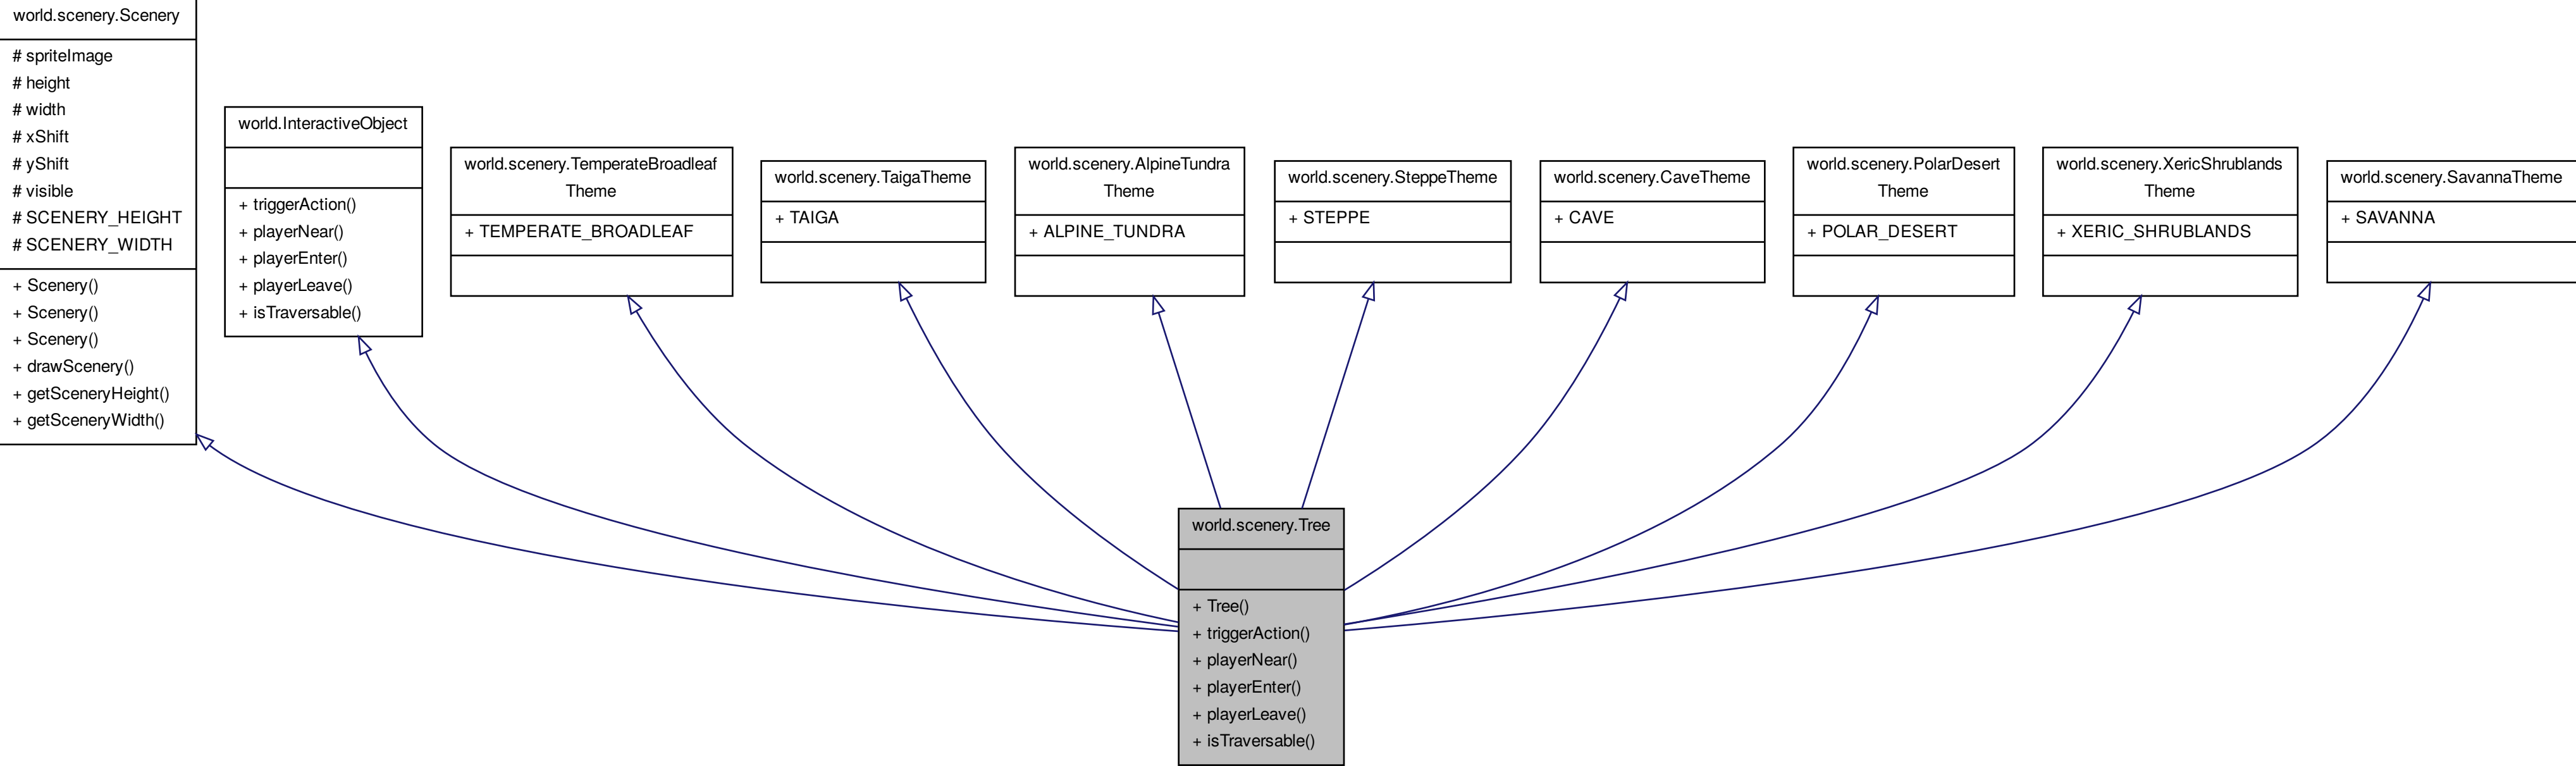 world.scenery.Scenery
# spriteImage
# height
# width
# xShift
# yShift
# visible
# SCENERY_HEIGHT
# SCENERY_WIDTH
+ Scenery()
+ Scenery()
+ Scenery()
+ drawScenery()
+ getSceneryHeight()
+ getSceneryWidth()
world.InteractiveObject
+ triggerAction()
+ playerNear()
+ playerEnter()
+ playerLeave()
+ isTraversable()
world.scenery.TemperateBroadleaf
Theme
+ TEMPERATE_BROADLEAF
world.scenery.TaigaTheme
+ TAIGA
world.scenery.AlpineTundra
Theme
+ ALPINE_TUNDRA
world.scenery.SteppeTheme
+ STEPPE
world.scenery.CaveTheme
+ CAVE
world.scenery.PolarDesert
Theme
+ POLAR_DESERT
world.scenery.XericShrublands
Theme
+ XERIC_SHRUBLANDS
world.scenery.SavannaTheme
+ SAVANNA
world.scenery.Tree
+ Tree()
+ triggerAction()
+ playerNear()
+ playerEnter()
+ playerLeave()
+ isTraversable()